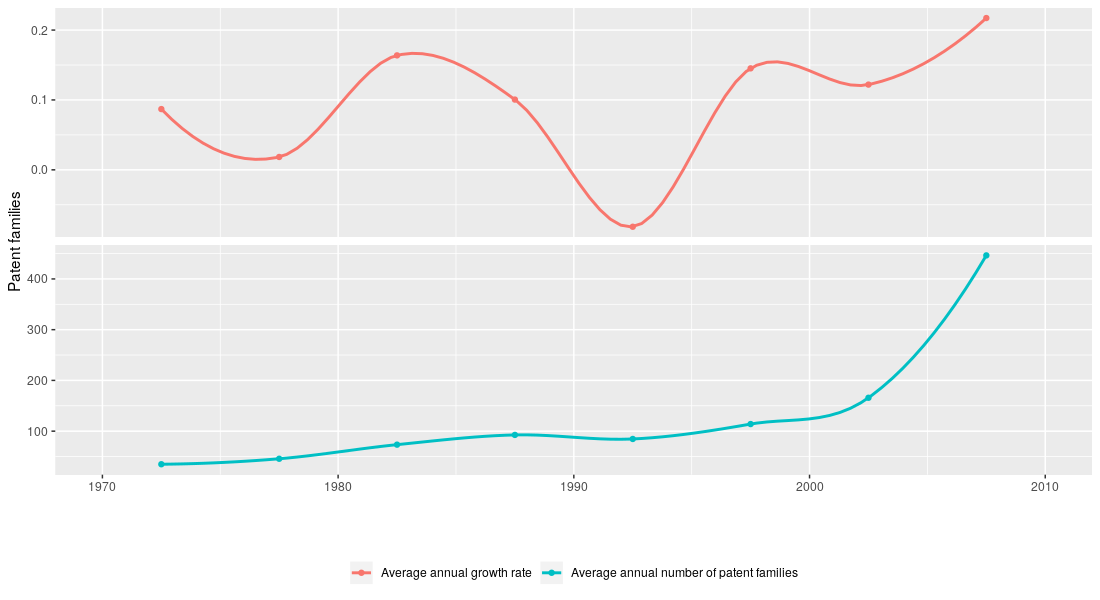 Patent families
0.2
0.1
0.0
400
300
200
100
1970 1980 1990 2000 2010
Average annual growth rate Average annual number of patent families